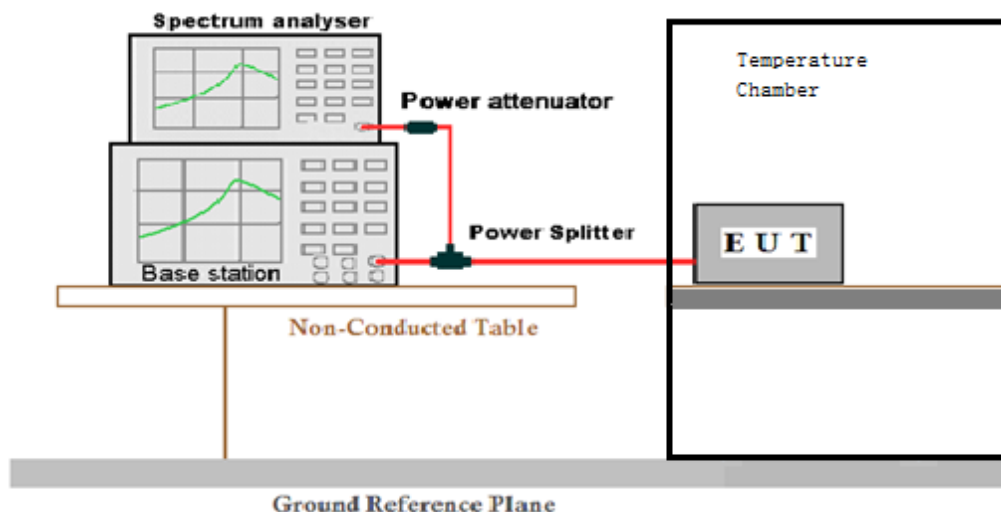 Spectrum analyser
Temperature
Chamber
Power attenuator
Power Splitter
E U T
Base station
Non-Conducted Table
Ground Reference Plane